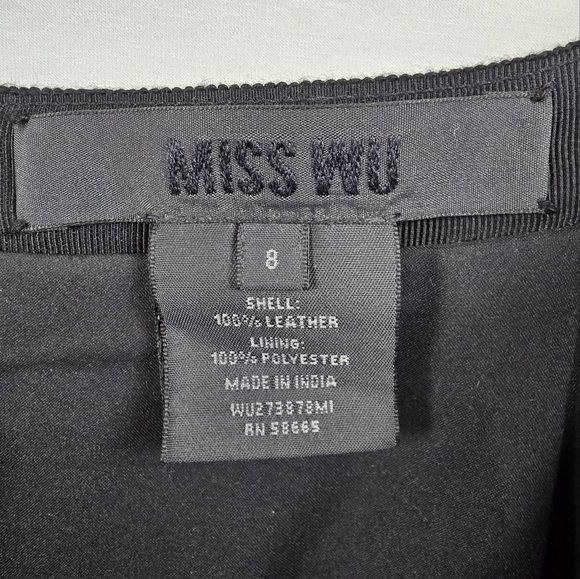 MISS WU
8
SHELL:
100% LEATHER
LINING:
100% POLYESTER
MADE IN INDIA
WU273878MI
RN 58665